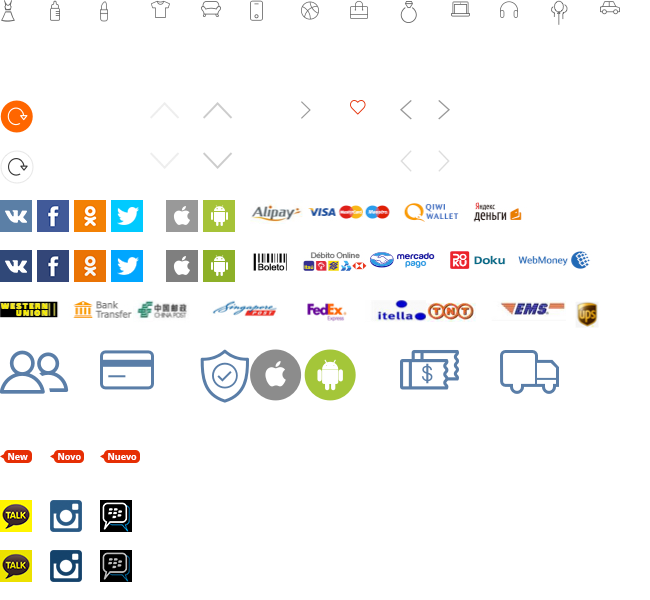 Alipay VISA MasterCard Maestro QIWI WALLET Яндекс деньги
Boleto Débito Online mercado pago Doku WebMoney
WESTERN UNION Bank Transfer 中国邮政 CHINA POST Singapore POST FedEx Express itella TNT EMS ups
New Novo Nuevo
TALK
TALK